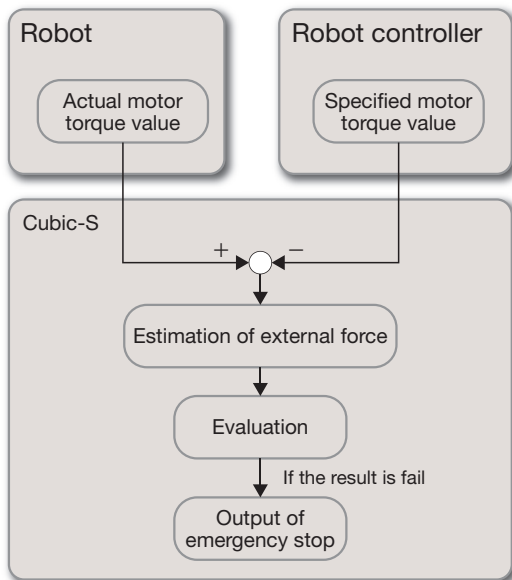 Robot
Actual motor
torque value
Robot controller
Specified motor
torque value
Cubic-S
+
−
Estimation of external force
Evaluation
If the result is fail
Output of
emergency stop